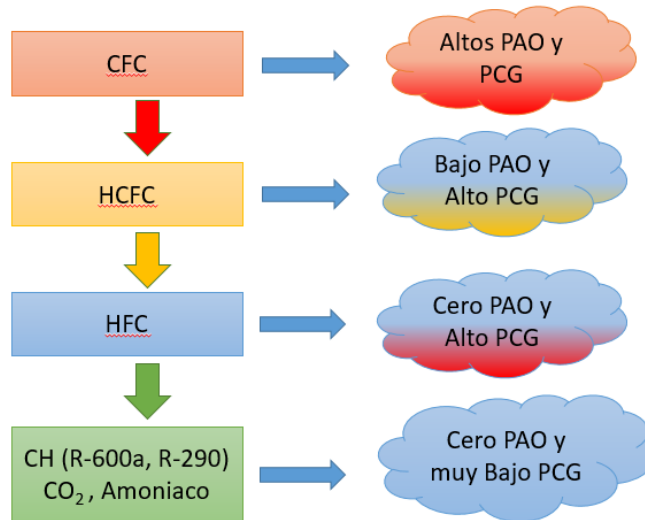 CFC
Altos PAO y
PCG
HCFC
Bajo PAO y
Alto PCG
HFC
Cero PAO y
Alto PCG
CH (R-600a, R-290)
CO₂ , Amoniaco
Cero PAO y
muy Bajo PCG